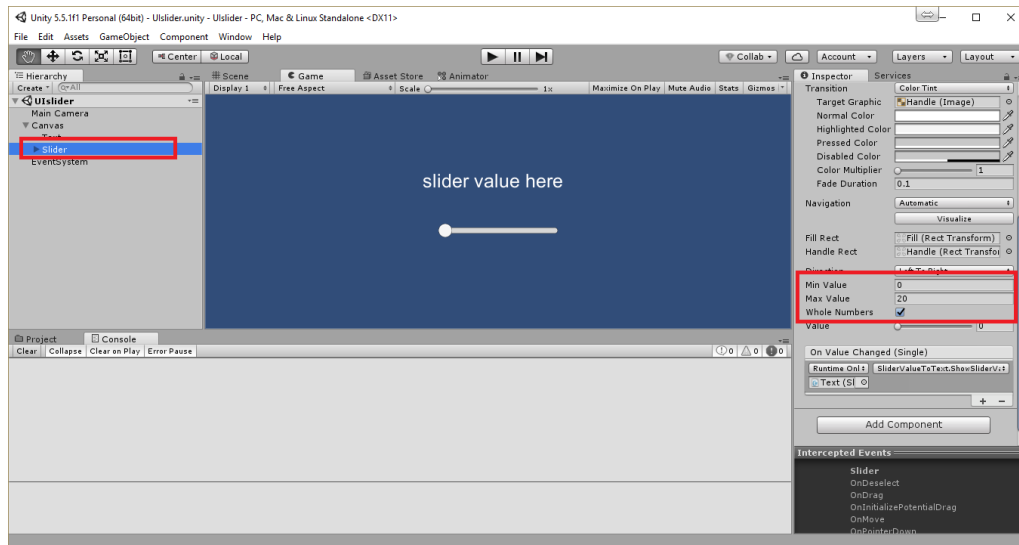 Unity 5.5.1f1 Personal (64bit) - UIslider.unity - UIslider - PC, Mac & Linux Standalone <DX11>
File Edit Assets GameObject Component Window Help
Center Local Collab Account Layers Layout
Hierarchy Scene Game Asset Store Animator Inspector Services
Create All Display 1 Free Aspect Scale 1x Maximize On Play Mute Audio Stats Gizmos
UIslider
Main Camera
Canvas
Text
Slider
EventSystem
slider value here
Transition Color Tint
Target Graphic Handle (Image)
Normal Color
Highlighted Color
Pressed Color
Disabled Color
Color Multiplier 1
Fade Duration 0.1
Navigation Automatic
Visualize
Fill Rect Fill (Rect Transform)
Handle Rect Handle (Rect Transfo
Direction Left To Right
Min Value 0
Max Value 20
Whole Numbers
Value 0
On Value Changed (Single)
Runtime Onl SliderValueToText.ShowSliderV
Text (Sl
+ -
Add Component
Project Console
Clear Collapse Clear on Play Error Pause 0 0 0
Intercepted Events
Slider
OnDeselect
OnDrag
OnInitializePotentialDrag
OnMove
OnPointerDown